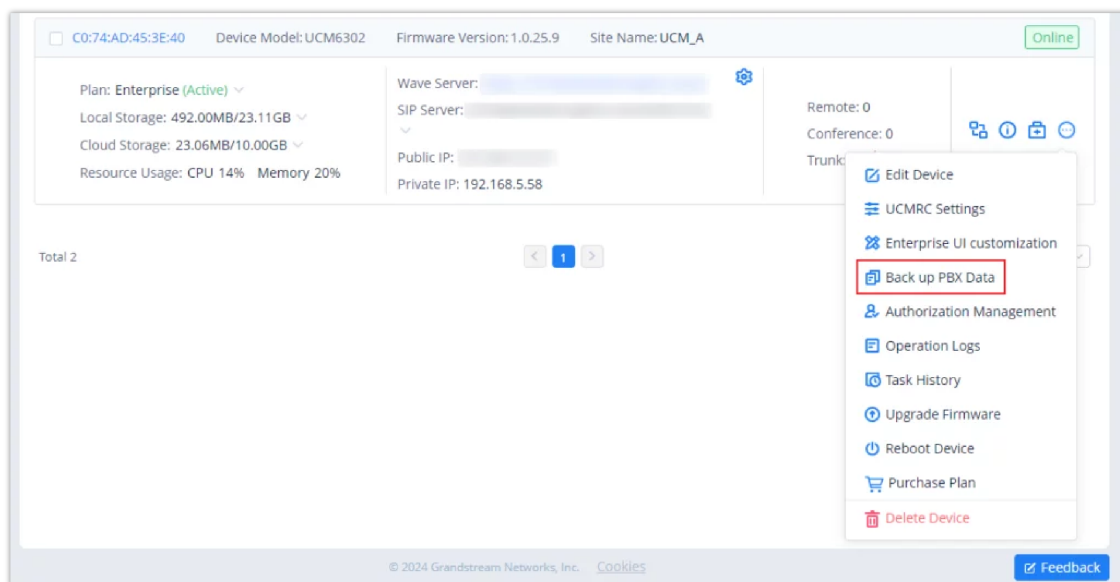 C0:74:AD:45:3E:40 Device Model: UCM6302 Firmware Version: 1.0.25.9 Site Name: UCM_A Online
Plan: Enterprise (Active)
Local Storage: 492.00MB/23.11GB
Cloud Storage: 23.06MB/10.00GB
Resource Usage: CPU 14% Memory 20%
Wave Server:
SIP Server:
Public IP:
Private IP: 192.168.5.58
Remote: 0
Conference: 0
Trunk:
Edit Device
UCMRC Settings
Enterprise UI customization
Back up PBX Data
Authorization Management
Operation Logs
Task History
Upgrade Firmware
Reboot Device
Purchase Plan
Delete Device
Total 2
< 1 >
© 2024 Grandstream Networks, Inc. Cookies
Feedback